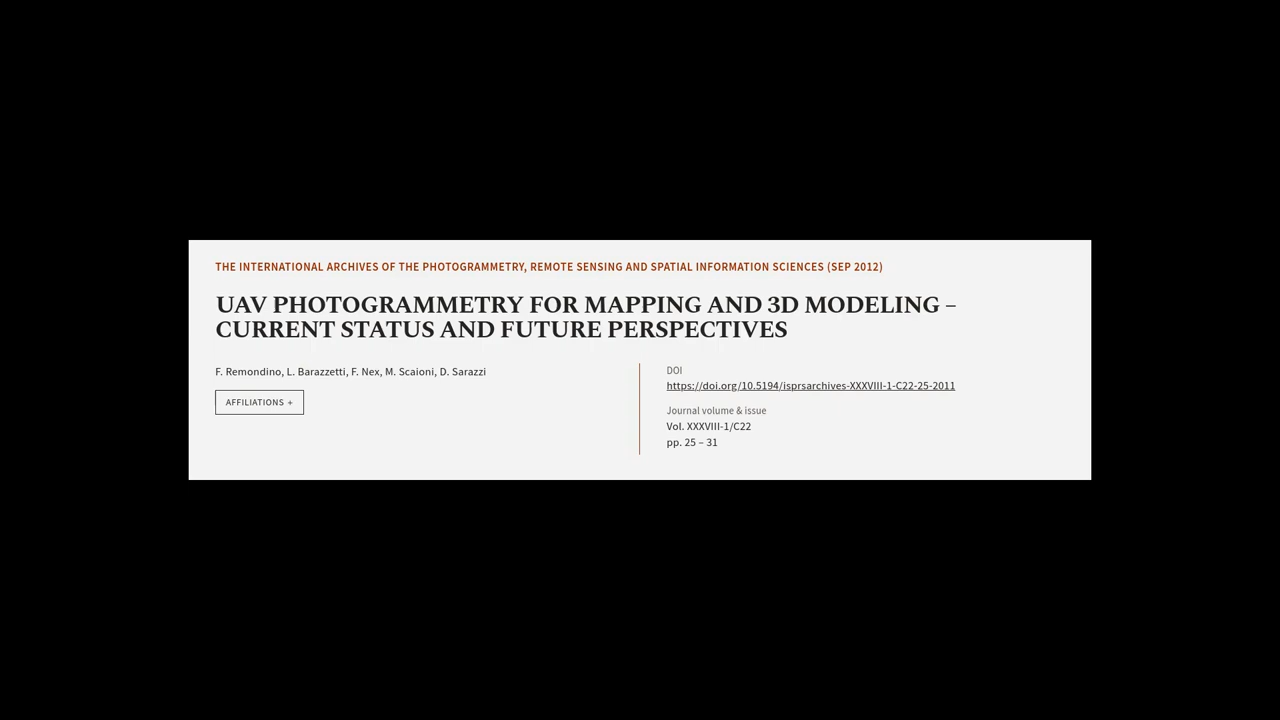 THE INTERNATIONAL ARCHIVES OF THE PHOTOGRAMMETRY, REMOTE SENSING AND SPATIAL INFORMATION SCIENCES (SEP 2012)
UAV PHOTOGRAMMETRY FOR MAPPING AND 3D MODELING –
CURRENT STATUS AND FUTURE PERSPECTIVES
F. Remondino, L. Barazzetti, F. Nex, M. Scaioni, D. Sarazzi
AFFILIATIONS +
DOI
https://doi.org/10.5194/isprsarchives-XXXVIII-1-C22-25-2011
Journal volume & issue
Vol. XXXVIII-1/C22
pp. 25 – 31